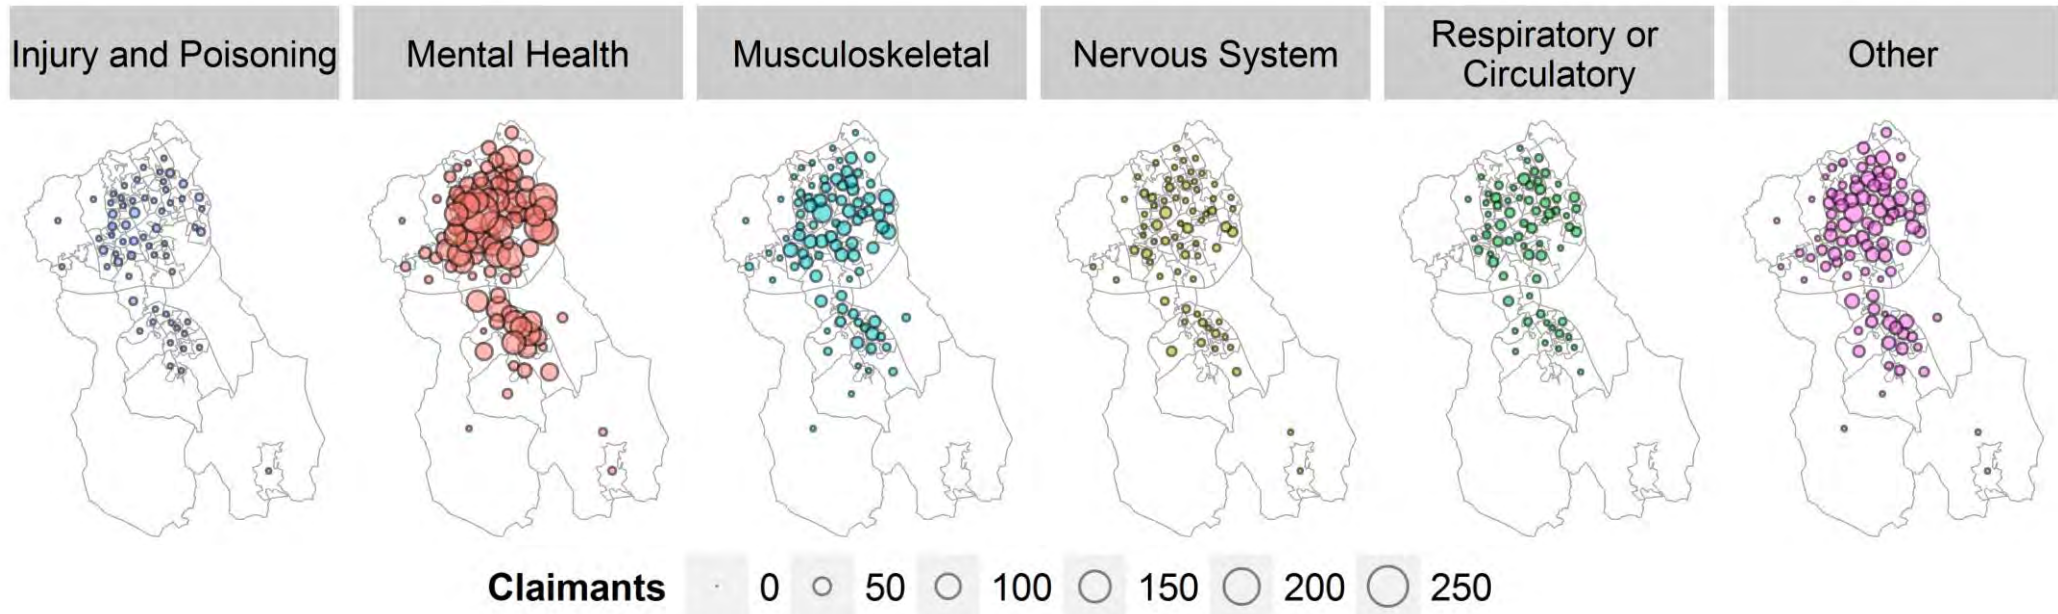 Injury and Poisoning
Mental Health
Musculoskeletal
Nervous System
Respiratory or
Circulatory
Other
Claimants 0 50 100 150 200 250